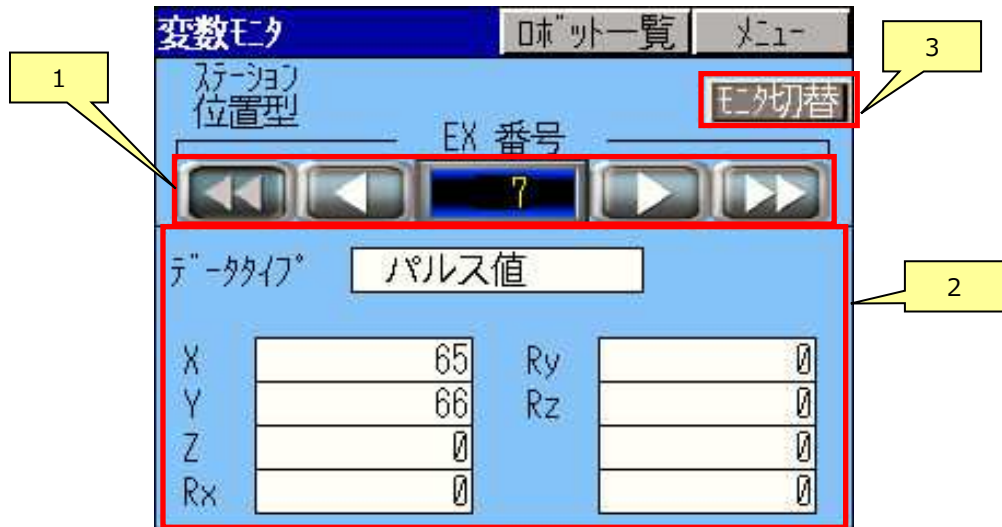 変数モニタ ロボット一覧 メニュー
1
3
ステーション
位置型
モニタ切替
EX 番号
7
データタイプ パルス値
2
X 65 Ry 0
Y 66 Rz 0
Z 0 0
Rx 0 0